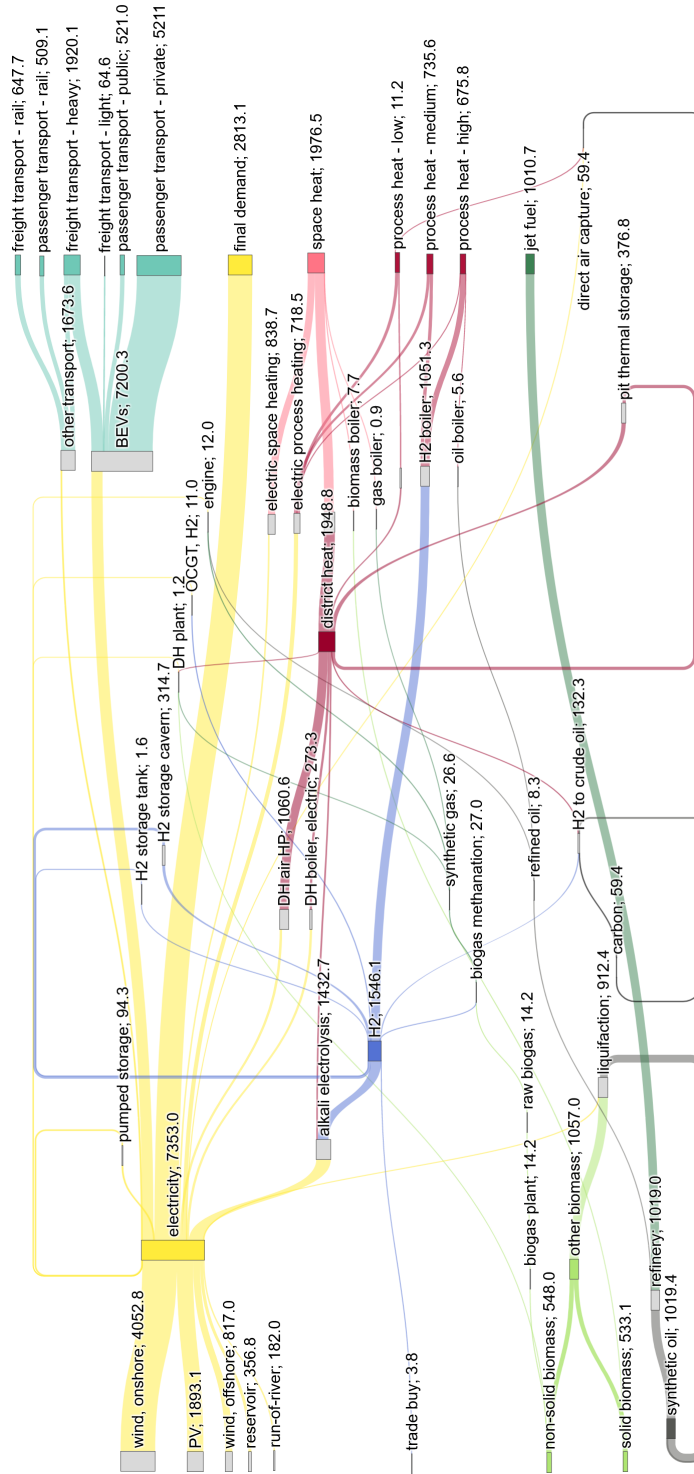 freight transport - rail; 647.7
passenger transport - rail; 509.1
freight transport - heavy; 1920.1
freight transport - light; 64.6
passenger transport - public; 521.0
passenger transport - private; 5211
final demand; 2813.1
space heat; 1976.5
process heat - low; 11.2
process heat - medium; 735.6
process heat - high; 675.8
jet fuel; 1010.7
direct air capture; 59.4
pit thermal storage; 376.8
other transport; 1673.6
BEVs; 7200.3
engine; 12.0
electric space heating; 838.7
electric process heating; 718.5
biomass boiler; 7.7
gas boiler; 0.9
H2 boiler; 1051.3
oil boiler; 5.6
OCGT, H2; 11.0
DH plant; 1.2
district heat; 1948.8
H2 storage tank; 1.6
H2 storage cavern; 314.7
DH air HP; 1060.6
DH boiler, electric; 273.3
synthetic gas; 26.6
biogas methanation; 27.0
refined oil; 8.3
H2 to crude oil; 132.3
carbon; 59.4
pumped storage; 94.3
alkali electrolysis; 1432.7
H2; 1546.1
raw biogas; 14.2
liquifaction; 912.4
electricity; 7353.0
biogas plant; 14.2
other biomass; 1057.0
refinery; 1019.0
wind, onshore; 4052.8
PV; 1893.1
wind, offshore; 817.0
reservoir; 356.8
run-of-river; 182.0
trade buy; 3.8
non-solid biomass; 548.0
solid biomass; 533.1
synthetic oil; 1019.4